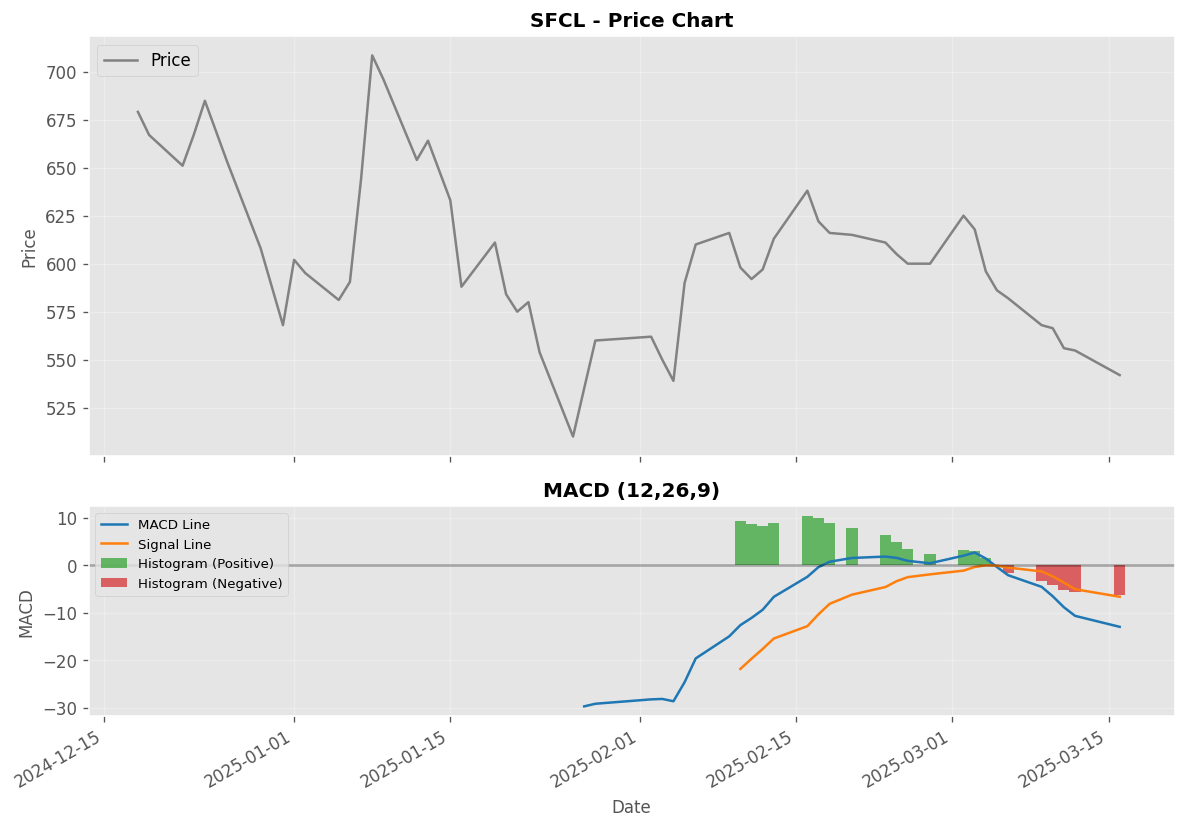 SFCL - Price Chart
Price
700
675
650
625
600
575
550
525
Price
MACD (12,26,9)
MACD Line
Signal Line
Histogram (Positive)
Histogram (Negative)
10
0
−10
−20
−30
MACD
2024-12-15
2025-01-01
2025-01-15
2025-02-01
2025-02-15
2025-03-01
2025-03-15
Date